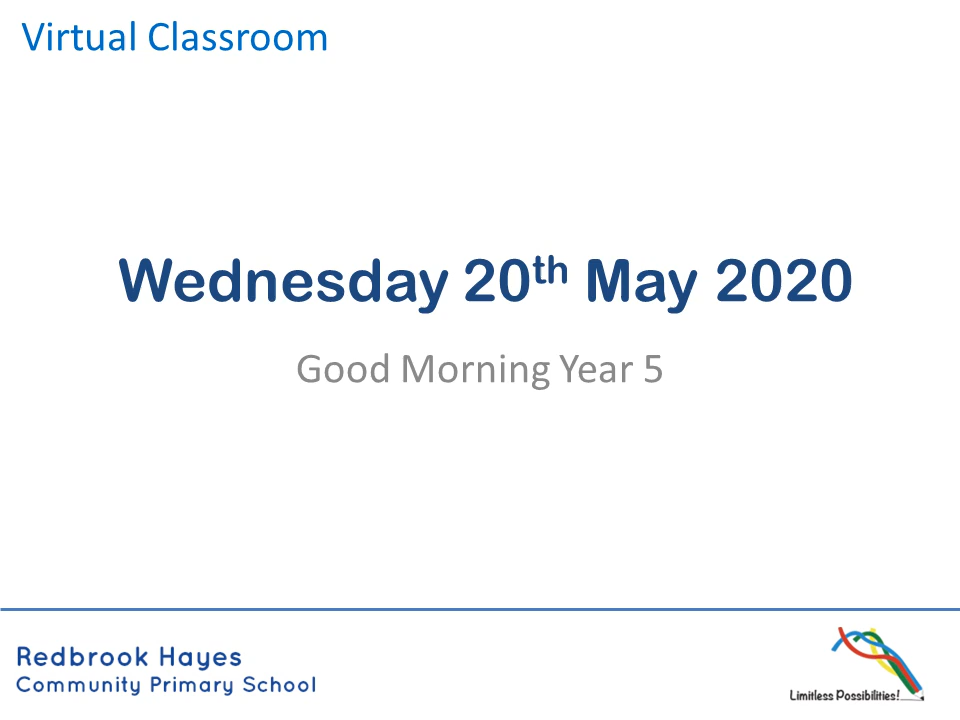 Virtual Classroom
Wednesday 20th May 2020
Good Morning Year 5
Redbrook Hayes
Community Primary School
Limitless Possibilities!